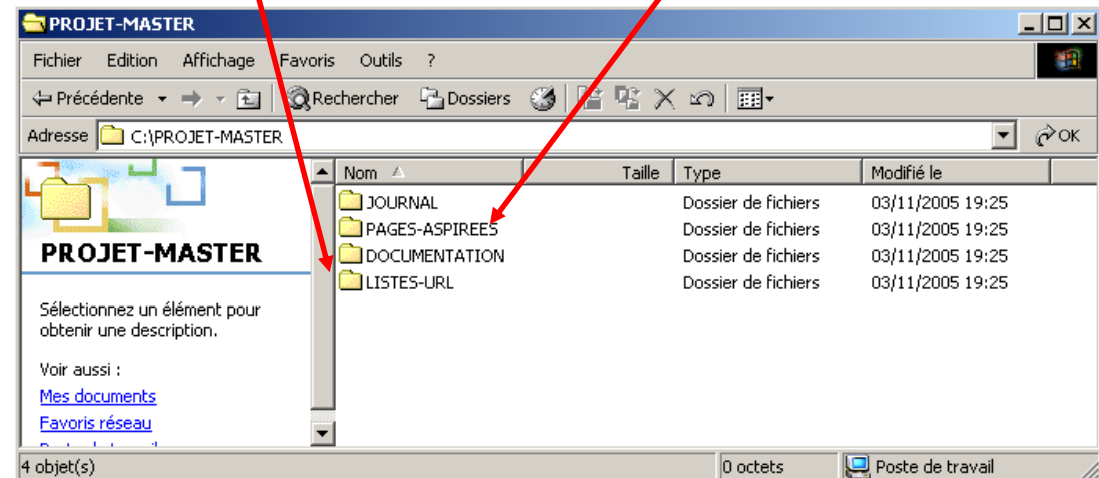 PROJET-MASTER
Fichier Edition Affichage Favoris Outils ?
Précédente Rechercher Dossiers
Adresse C:\PROJET-MASTER OK
Nom Taille Type Modifié le
JOURNAL Dossier de fichiers 03/11/2005 19:25
PAGES-ASPIREES Dossier de fichiers 03/11/2005 19:25
DOCUMENTATION Dossier de fichiers 03/11/2005 19:25
LISTES-URL Dossier de fichiers 03/11/2005 19:25
PROJET-MASTER
Sélectionnez un élément pour
obtenir une description.
Voir aussi :
Mes documents
Favoris réseau
4 objet(s) 0 octets Poste de travail